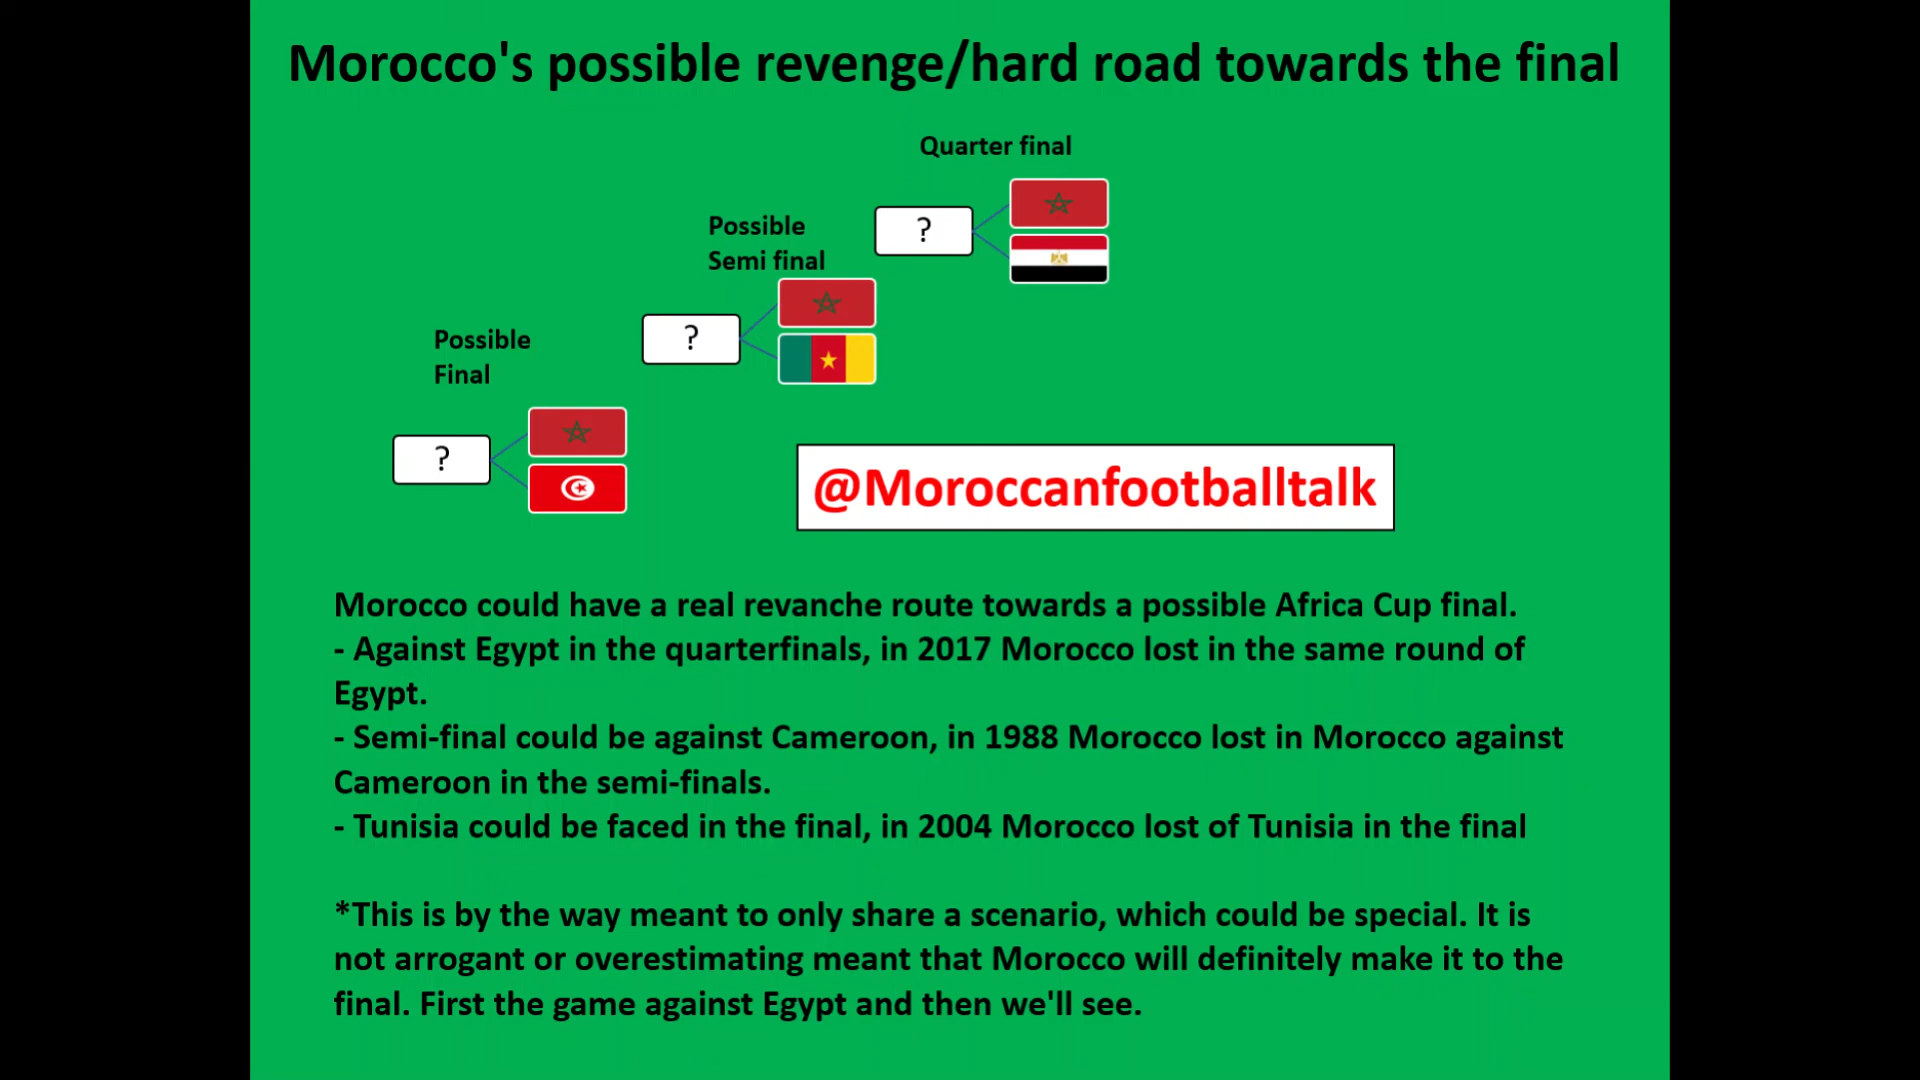 Morocco's possible revenge/hard road towards the final
Quarter final
?
Possible
Semi final
?
Possible
Final
?
@Moroccanfootballtalk
Morocco could have a real revanche route towards a possible Africa Cup final.
- Against Egypt in the quarterfinals, in 2017 Morocco lost in the same round of
Egypt.
- Semi-final could be against Cameroon, in 1988 Morocco lost in Morocco against
Cameroon in the semi-finals.
- Tunisia could be faced in the final, in 2004 Morocco lost of Tunisia in the final
*This is by the way meant to only share a scenario, which could be special. It is
not arrogant or overestimating meant that Morocco will definitely make it to the
final. First the game against Egypt and then we'll see.